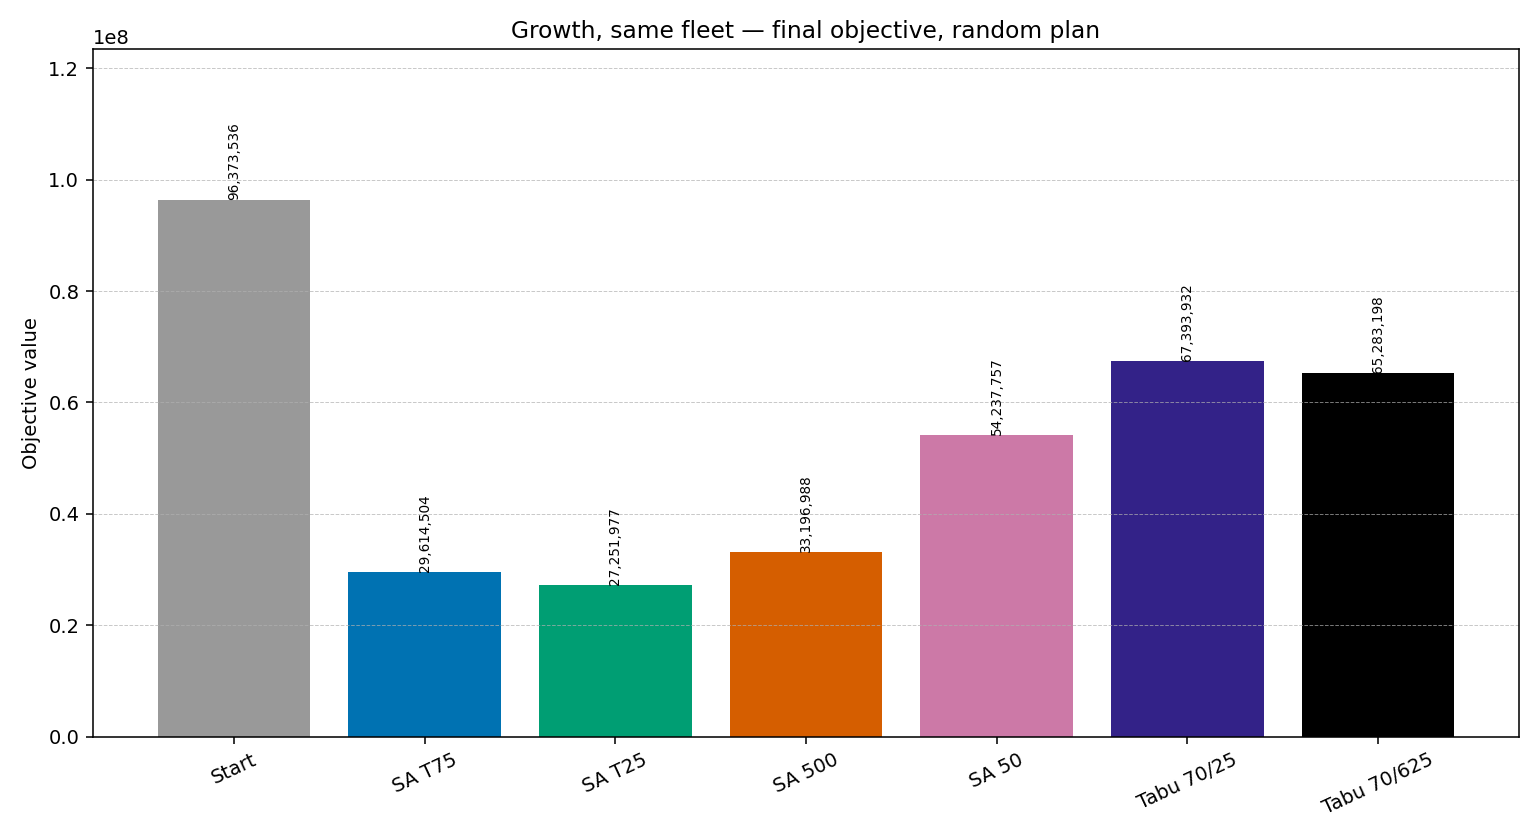 Growth, same fleet — final objective, random plan
1e8
1.2
1.0
0.8
0.6
0.4
0.2
0.0
Objective value
96,373,536
29,614,504
27,251,977
33,196,988
54,237,757
67,393,932
65,283,198
Start
SA T75
SA T25
SA 500
SA 50
Tabu 70/25
Tabu 70/625